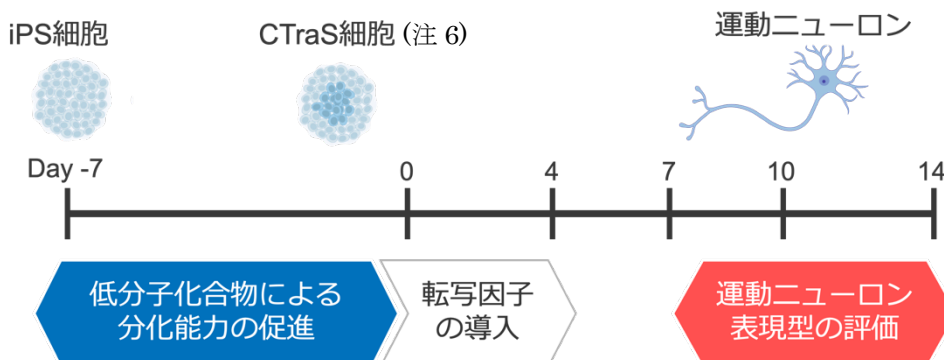 iPS細胞
CTraS細胞 (注 6)
運動ニューロン
Day -7
0
4
7
10
14
低分子化合物による
分化能力の促進
転写因子
の導入
運動ニューロン
表現型の評価